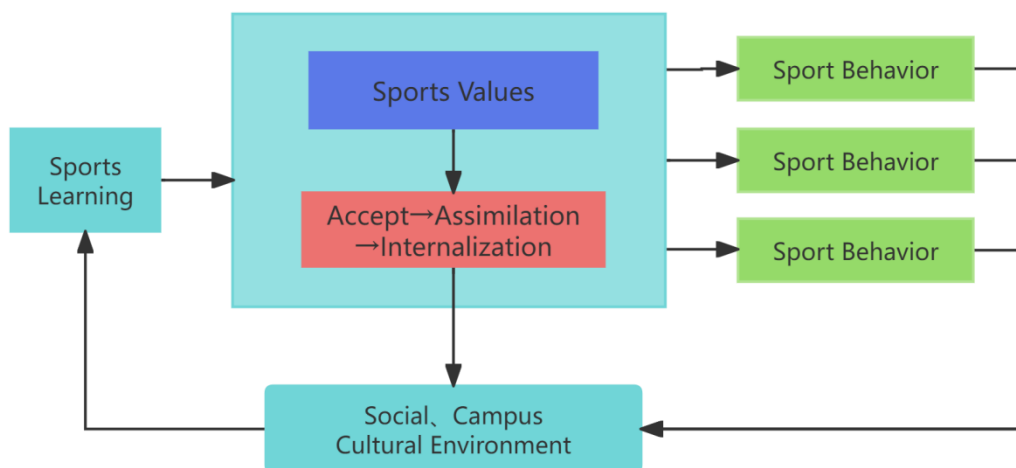 Sports
Learning
Sports Values
Accept→Assimilation
→Internalization
Sport Behavior
Sport Behavior
Sport Behavior
Social、Campus
Cultural Environment